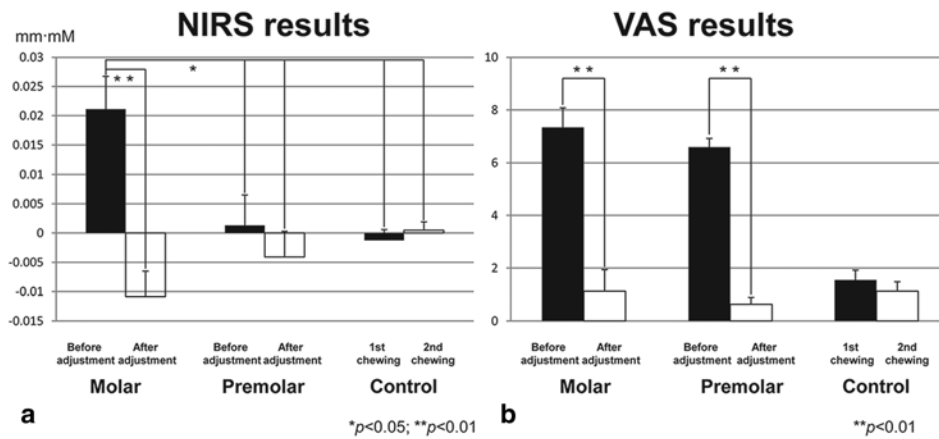 NIRS results
mm·mM
0.03
0.025
0.02
0.015
0.01
0.005
0
-0.005
-0.01
-0.015
**
*
Before adjustment
After adjustment
Before adjustment
After adjustment
1st chewing
2nd chewing
Molar
Premolar
Control
a
*p<0.05; **p<0.01
VAS results
10
8
6
4
2
0
**
**
Before adjustment
After adjustment
Before adjustment
After adjustment
1st chewing
2nd chewing
Molar
Premolar
Control
b
**p<0.01